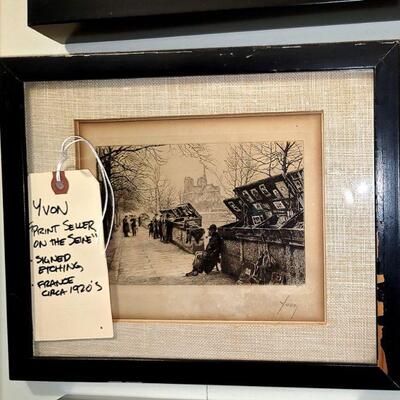 YVON
"PRINT SELLER
ON THE SEINE"
• SIGNED
ETCHING,
• FRANCE
CIRCA 1920'S
Yvon